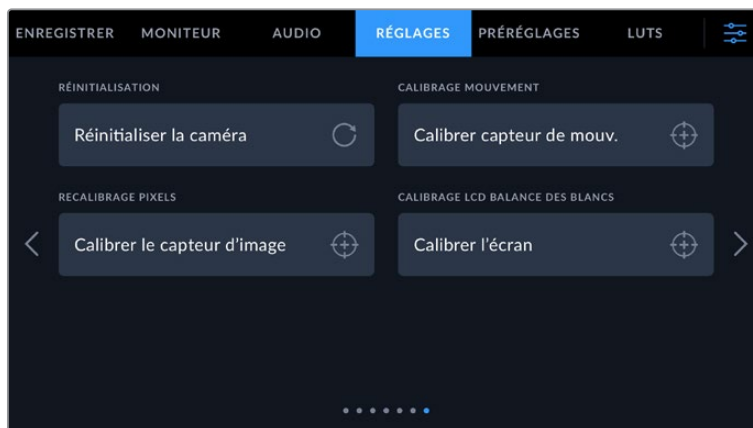 ENREGISTRER MONITEUR AUDIO RÉGLAGES PRÉRÉGLAGES LUTS
RÉINITIALISATION
Réinitialiser la caméra
CALIBRAGE MOUVEMENT
Calibrer capteur de mouv.
RECALIBRAGE PIXELS
Calibrer le capteur d’image
CALIBRAGE LCD BALANCE DES BLANCS
Calibrer l’écran